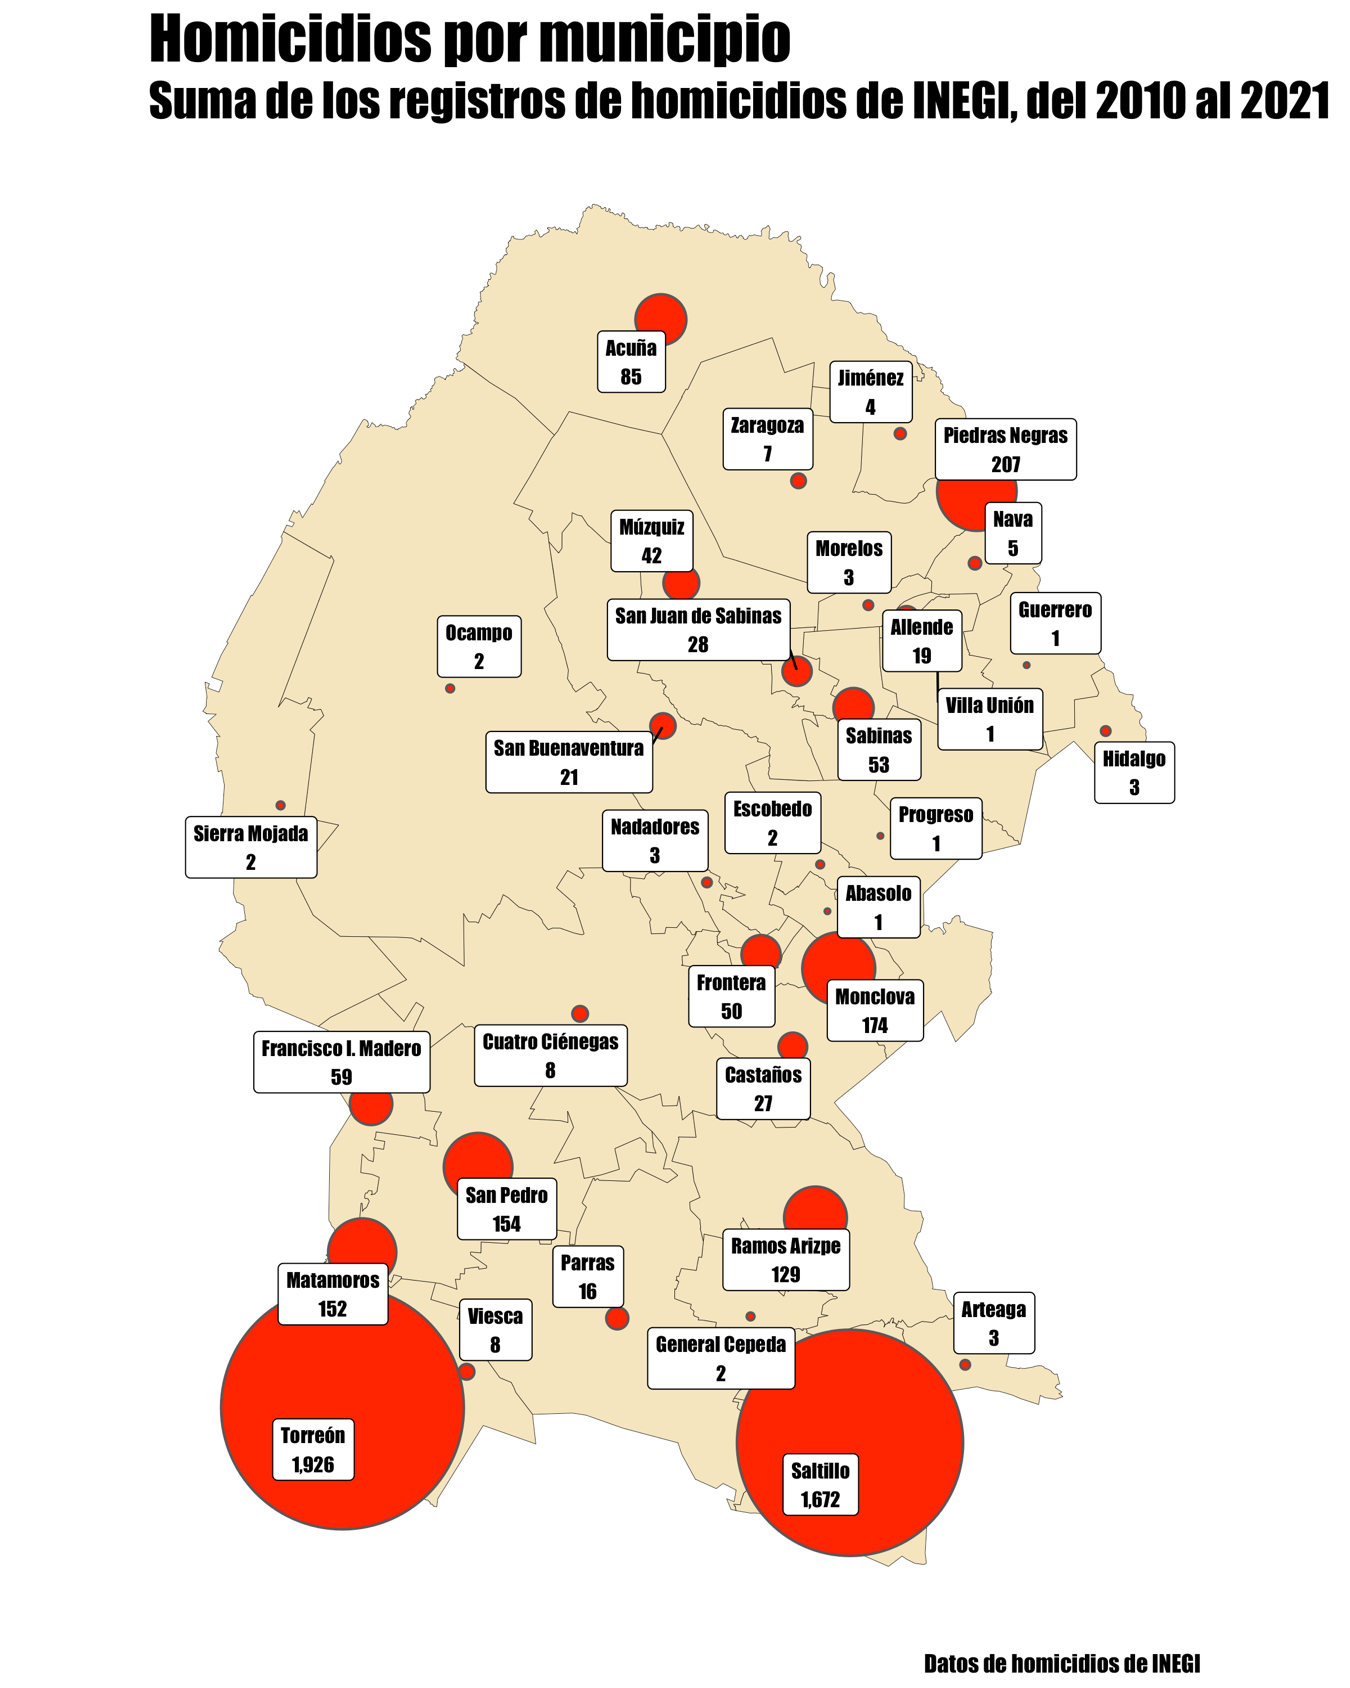 Homicidios por municipio
Suma de los registros de homicidios de INEGI, del 2010 al 2021
Acuña
85
Jiménez
4
Zaragoza
7
Piedras Negras
207
Nava
5
Múzquiz
42
Morelos
3
San Juan de Sabinas
28
Allende
19
Guerrero
1
Ocampo
2
Villa Unión
1
San Buenaventura
21
Sabinas
53
Hidalgo
3
Sierra Mojada
2
Nadadores
3
Escobedo
2
Progreso
1
Abasolo
1
Frontera
50
Monclova
174
Francisco I. Madero
59
Cuatro Ciénegas
8
Castaños
27
San Pedro
154
Ramos Arizpe
129
Matamoros
152
Parras
16
Viesca
8
Arteaga
3
General Cepeda
2
Torreón
1,926
Saltillo
1,672
Datos de homicidios de INEGI